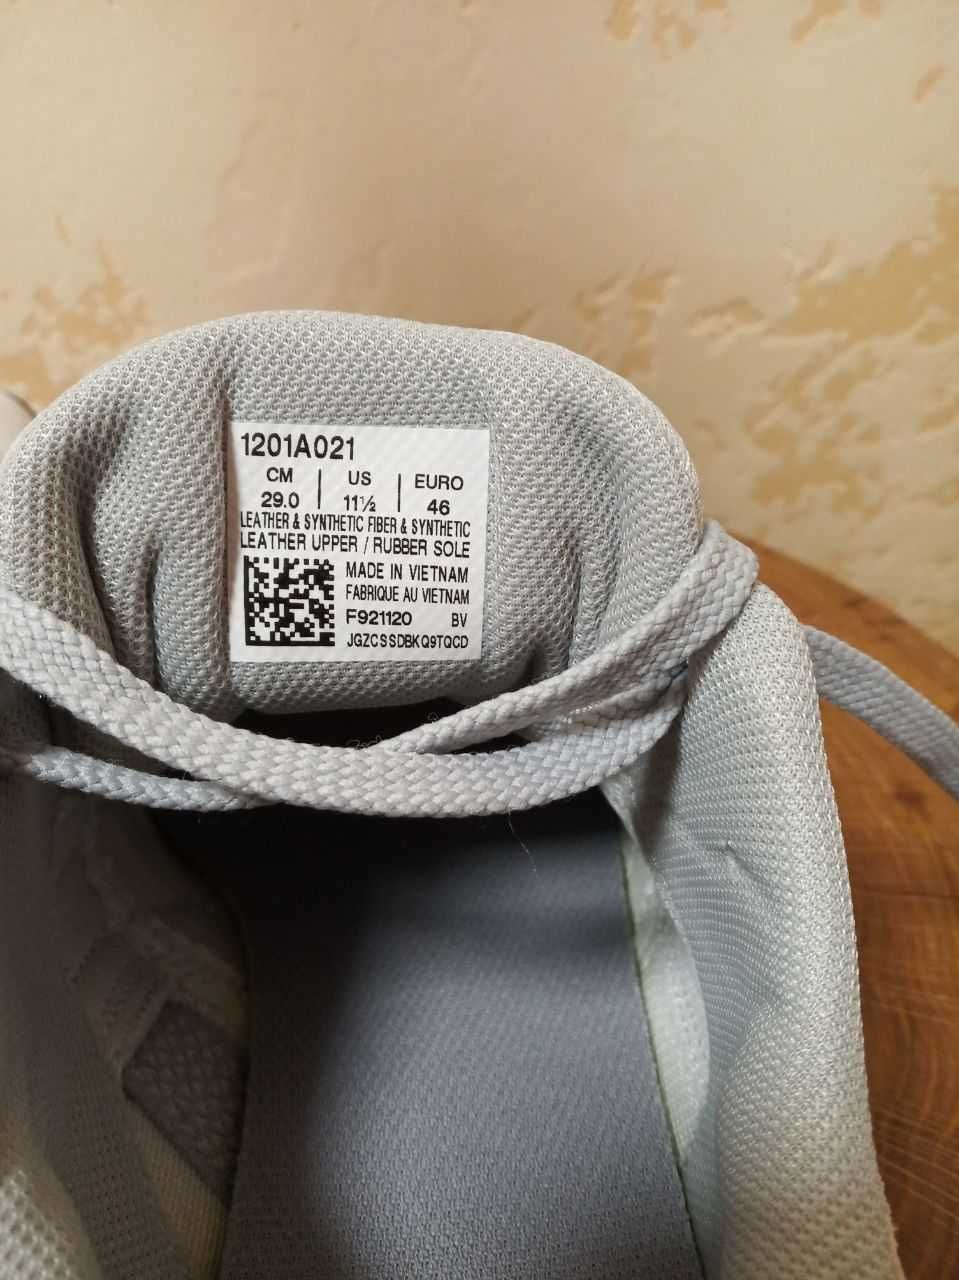 1201A021
CM | US | EURO
29.0 | 11½ | 46
LEATHER & SYNTHETIC FIBER & SYNTHETIC
LEATHER UPPER / RUBBER SOLE
MADE IN VIETNAM
FABRIQUE AU VIETNAM
F921120 BV
JGZCSSDBKQ9TQCD